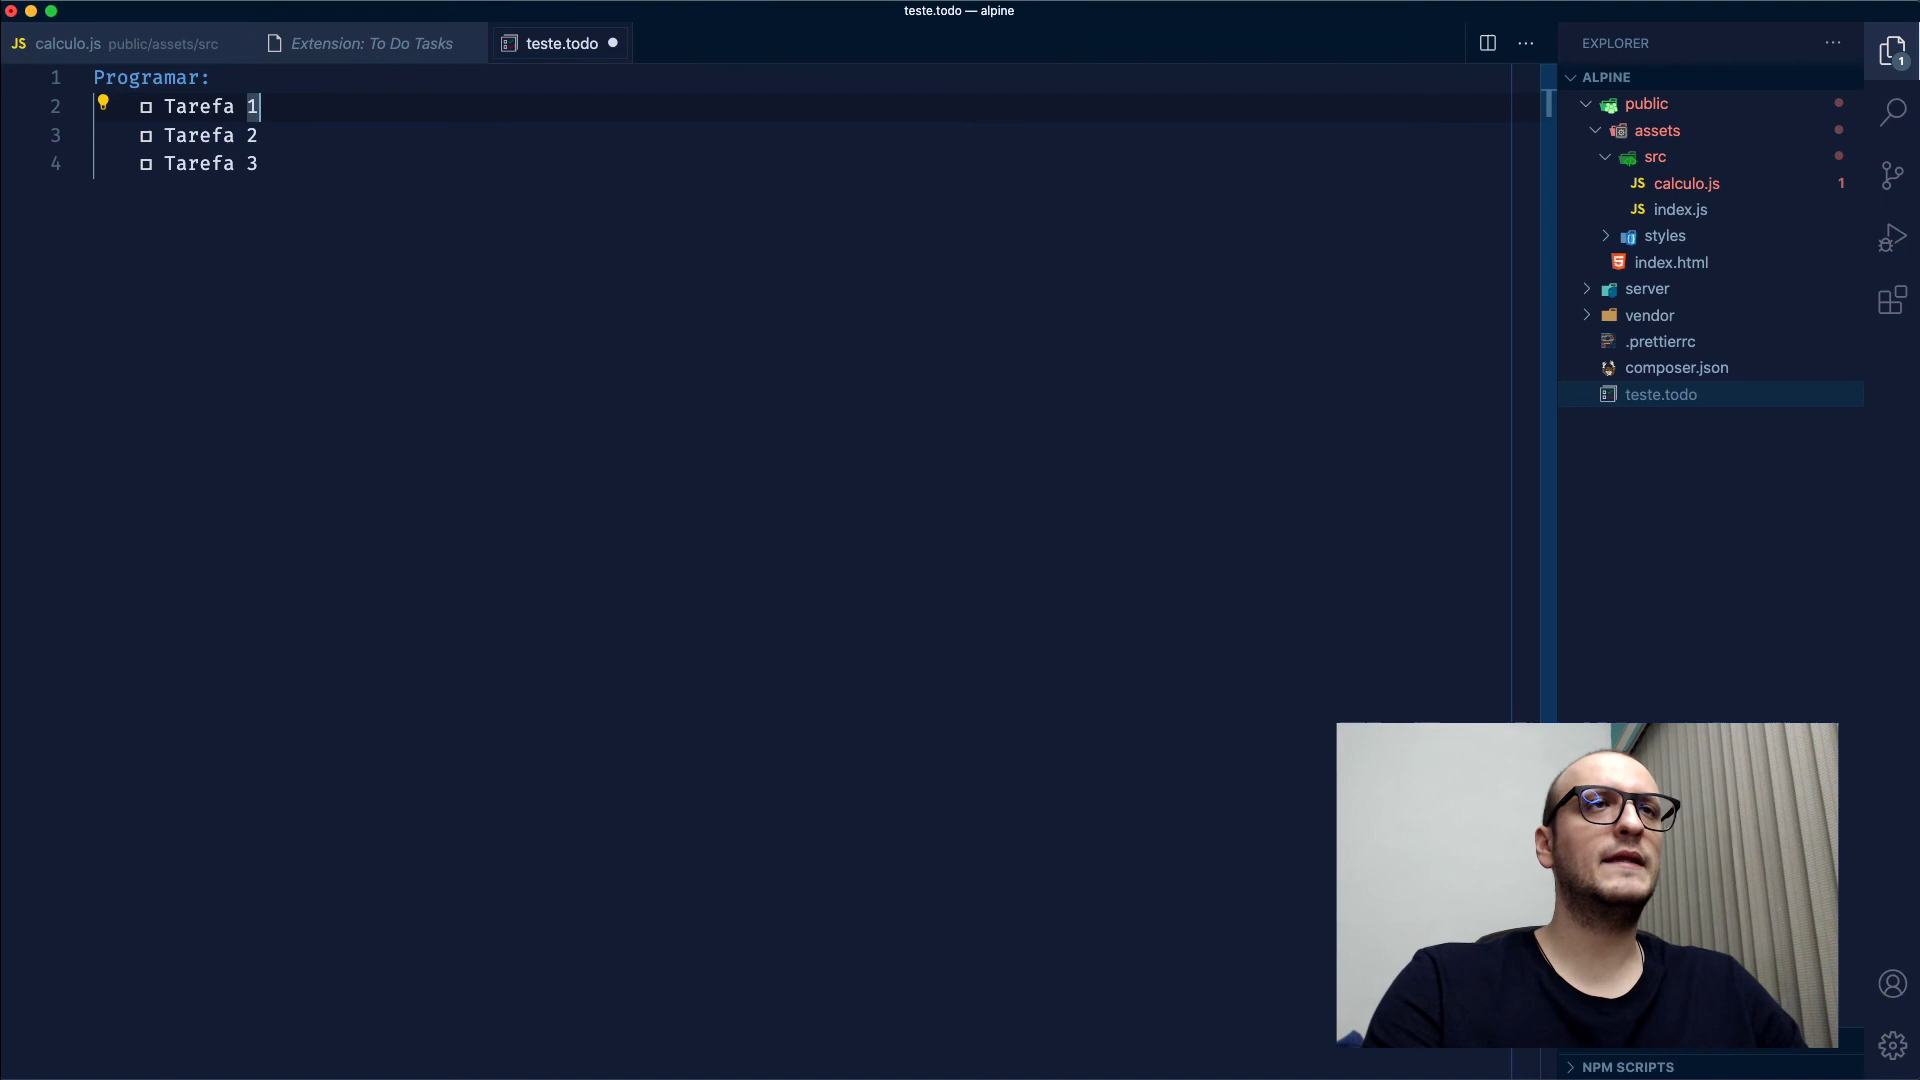 teste.todo — alpine
JS calculo.js public/assets/src
Extension: To Do Tasks
teste.todo
1 Programar:
2 Tarefa 1
3 Tarefa 2
4 Tarefa 3
EXPLORER
ALPINE
public
assets
src
JS calculo.js 1
JS index.js
styles
index.html
server
vendor
.prettierrc
composer.json
teste.todo
1
NPM SCRIPTS